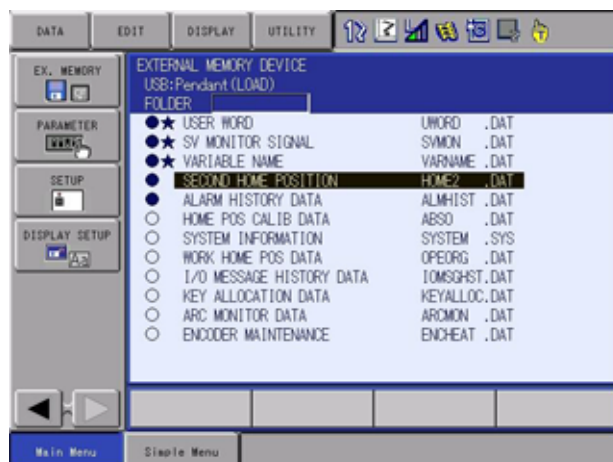 DATA EDIT DISPLAY UTILITY
EX. MEMORY
PARAMETER
SETUP
DISPLAY SETUP
EXTERNAL MEMORY DEVICE
USB:Pendant(LOAD)
FOLDER
●★ USER WORD UWORD .DAT
●★ SV MONITOR SIGNAL SVMON .DAT
●★ VARIABLE NAME VARNAME .DAT
● SECOND HOME POSITION HOME2 .DAT
● ALARM HISTORY DATA ALMHIST .DAT
○ HOME POS CALIB DATA ABSO .DAT
○ SYSTEM INFORMATION SYSTEM .SYS
○ WORK HOME POS DATA OPEORG .DAT
○ I/O MESSAGE HISTORY DATA IOMSGHST.DAT
○ KEY ALLOCATION DATA KEYALLOC.DAT
○ ARC MONITOR DATA ARCMON .DAT
○ ENCODER MAINTENANCE ENCHEAT .DAT
Main Menu Simple Menu